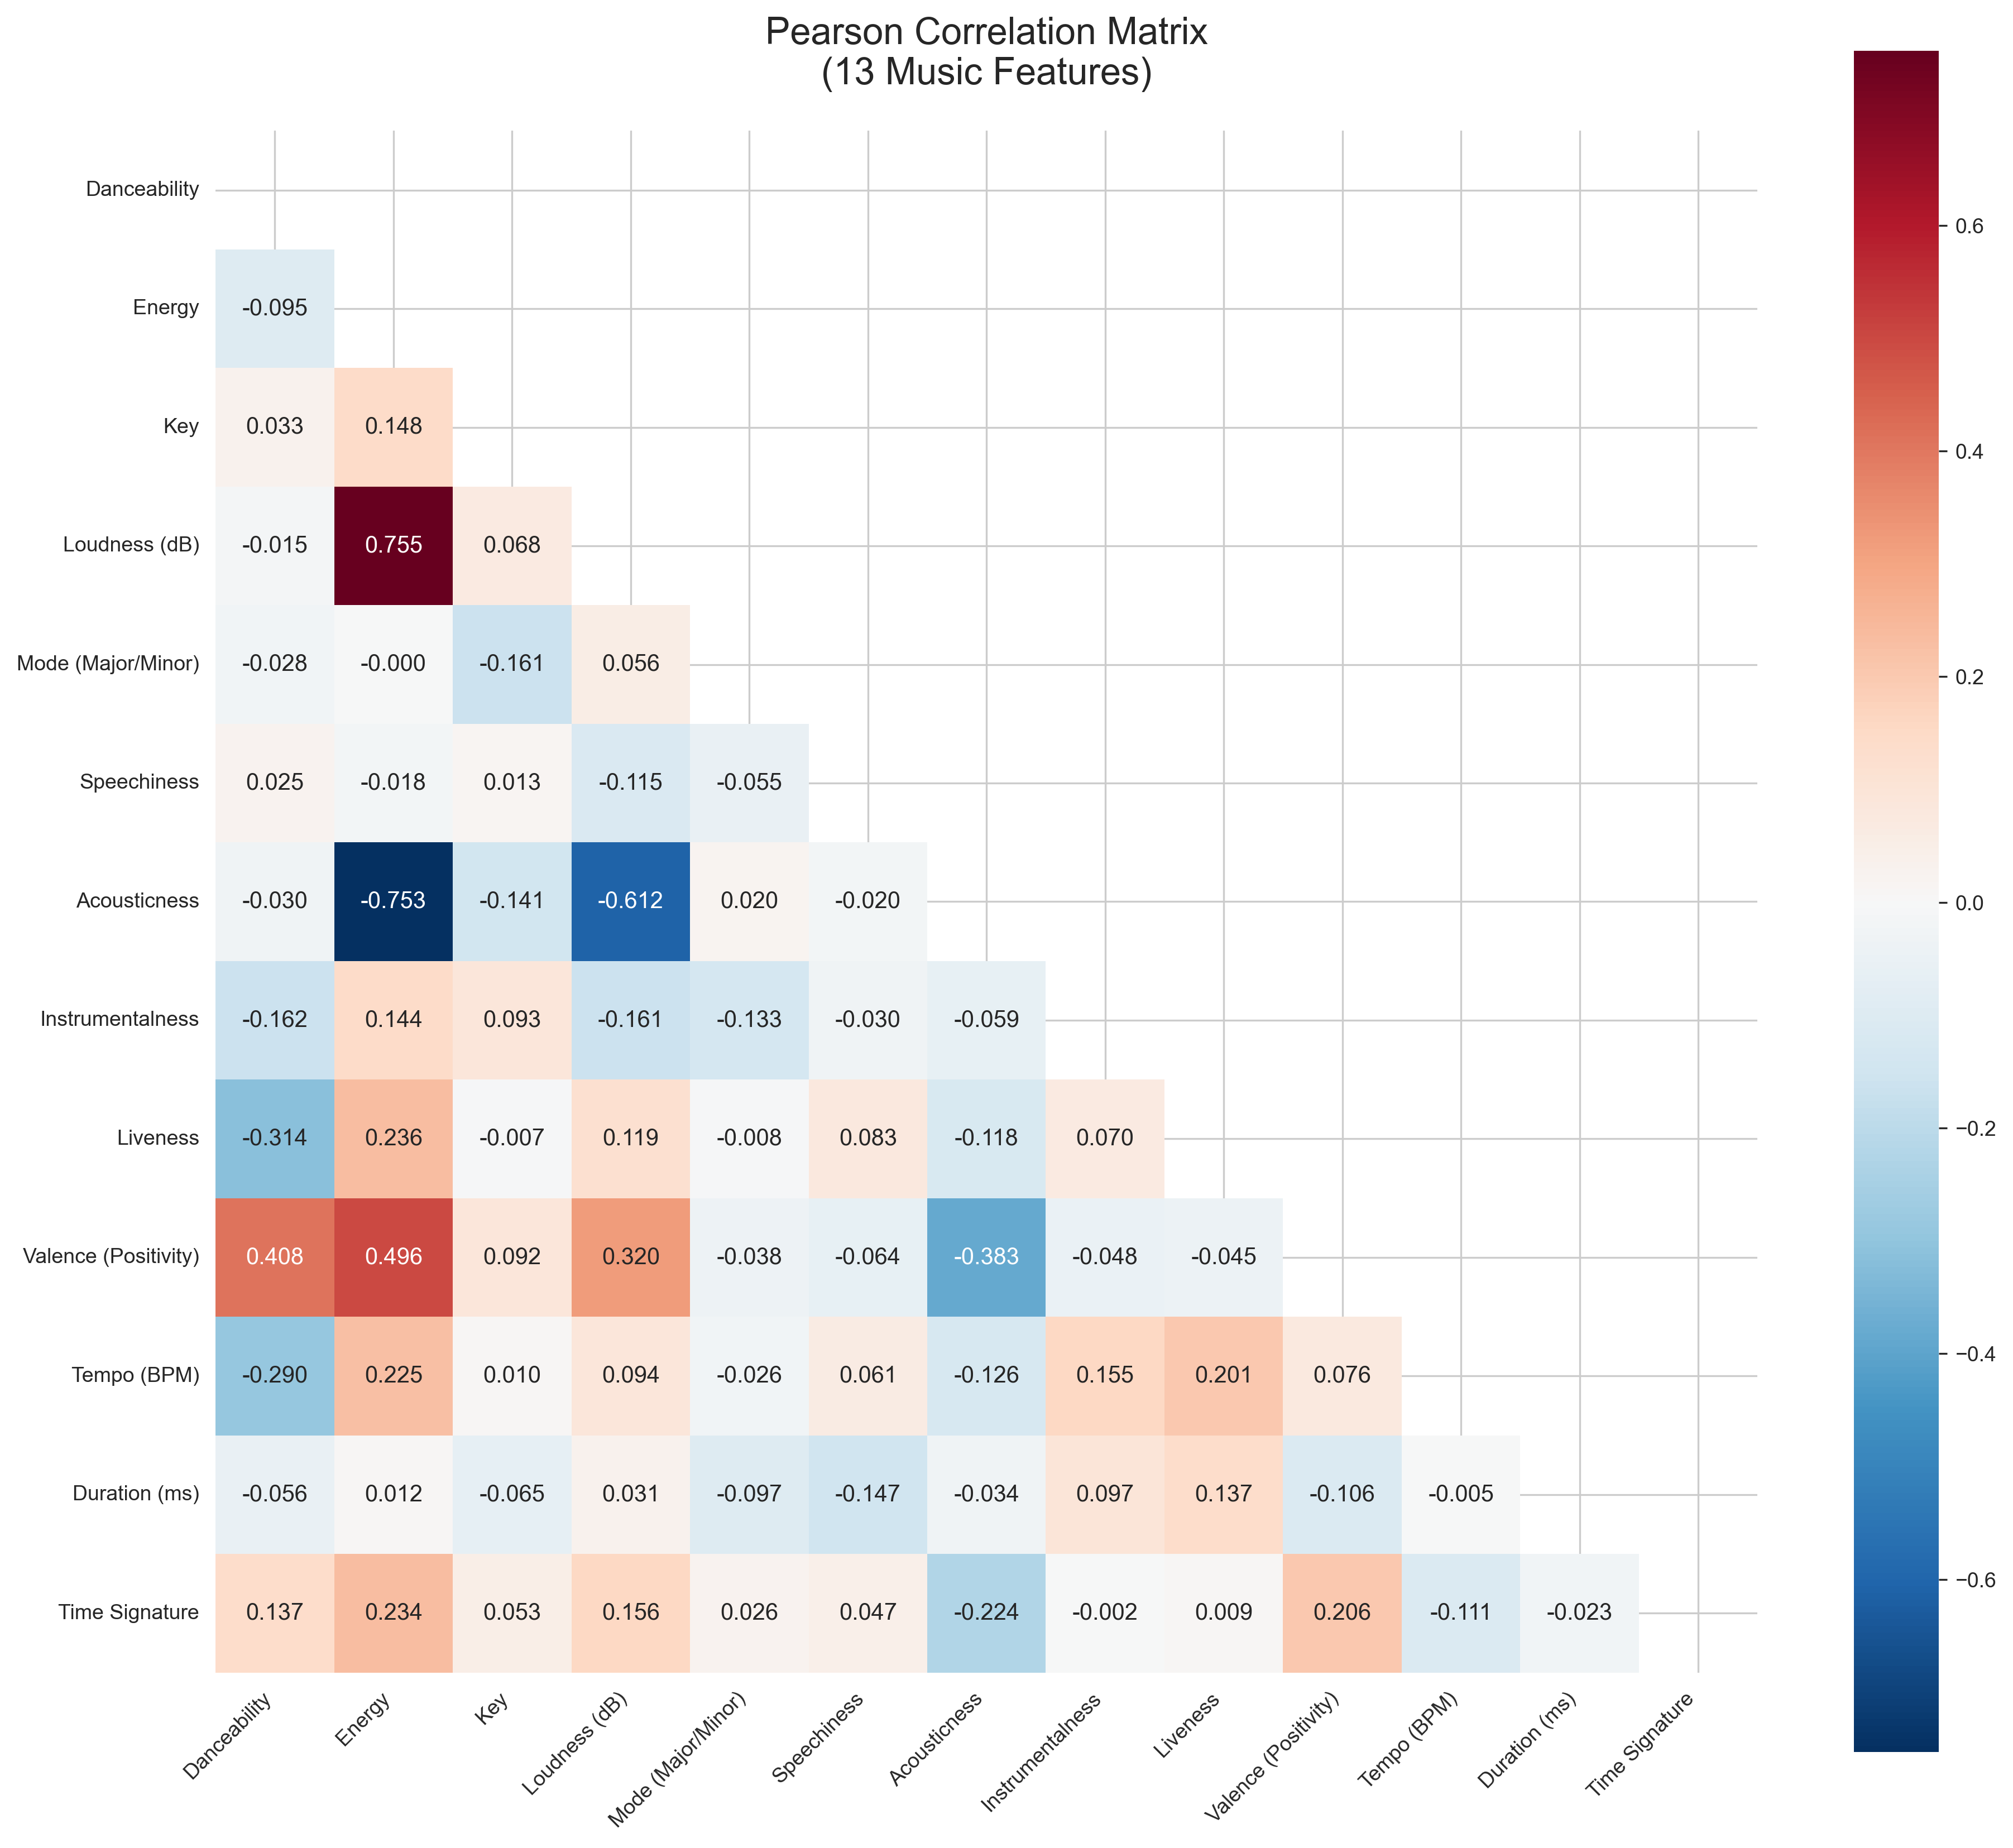 Pearson Correlation Matrix
(13 Music Features)
0.6
Danceability
Energy
-0.095
0.4
Key
0.033 0.148
Loudness (dB)
-0.015 0.755 0.068
0.2
Mode (Major/Minor)
-0.028 -0.000 -0.161 0.056
Speechiness
0.025 -0.018 0.013 -0.115 -0.055
0.0
Acousticness
-0.030 -0.753 -0.141 -0.612 0.020 -0.020
Instrumentalness
-0.162 0.144 0.093 -0.161 -0.133 -0.030 -0.059
−0.2
Liveness
-0.314 0.236 -0.007 0.119 -0.008 0.083 -0.118 0.070
Valence (Positivity)
0.408 0.496 0.092 0.320 -0.038 -0.064 -0.383 -0.048 -0.045
−0.4
Tempo (BPM)
-0.290 0.225 0.010 0.094 -0.026 0.061 -0.126 0.155 0.201 0.076
Duration (ms)
-0.056 0.012 -0.065 0.031 -0.097 -0.147 -0.034 0.097 0.137 -0.106 -0.005
−0.6
Time Signature
0.137 0.234 0.053 0.156 0.026 0.047 -0.224 -0.002 0.009 0.206 -0.111 -0.023
Danceability
Energy
Key
Loudness (dB)
Mode (Major/Minor)
Speechiness
Acousticness
Instrumentalness
Liveness
Valence (Positivity)
Tempo (BPM)
Duration (ms)
Time Signature